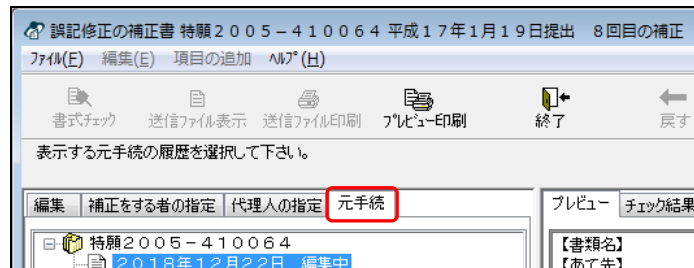 誤記修正の補正書 特願２００５－４１００６４ 平成１７年１月１９日提出　８回目の補正
ﾌｧｲﾙ(F)　編集(E)　項目の追加　ﾍﾙﾌﾟ(H)
書式ﾁｪｯｸ　送信ﾌｧｲﾙ表示　送信ﾌｧｲﾙ印刷　ﾌﾟﾚﾋﾞｭｰ印刷　終了　戻す
表示する元手続の履歴を選択して下さい。
編集　補正をする者の指定　代理人の指定　元手続　プレビュー　チェック結果
特願２００５－４１００６４　【書類名】
２０１８年１２月２２日　編集中　【あて先】